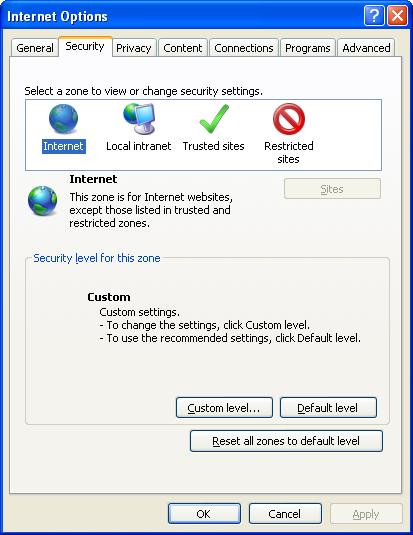 Internet Options
General Security Privacy Content Connections Programs Advanced
Select a zone to view or change security settings.
Internet Local intranet Trusted sites Restricted
sites
Internet
Sites
This zone is for Internet websites,
except those listed in trusted and
restricted zones.
Security level for this zone
Custom
Custom settings.
- To change the settings, click Custom level.
- To use the recommended settings, click Default level.
Custom level... Default level
Reset all zones to default level
OK Cancel Apply